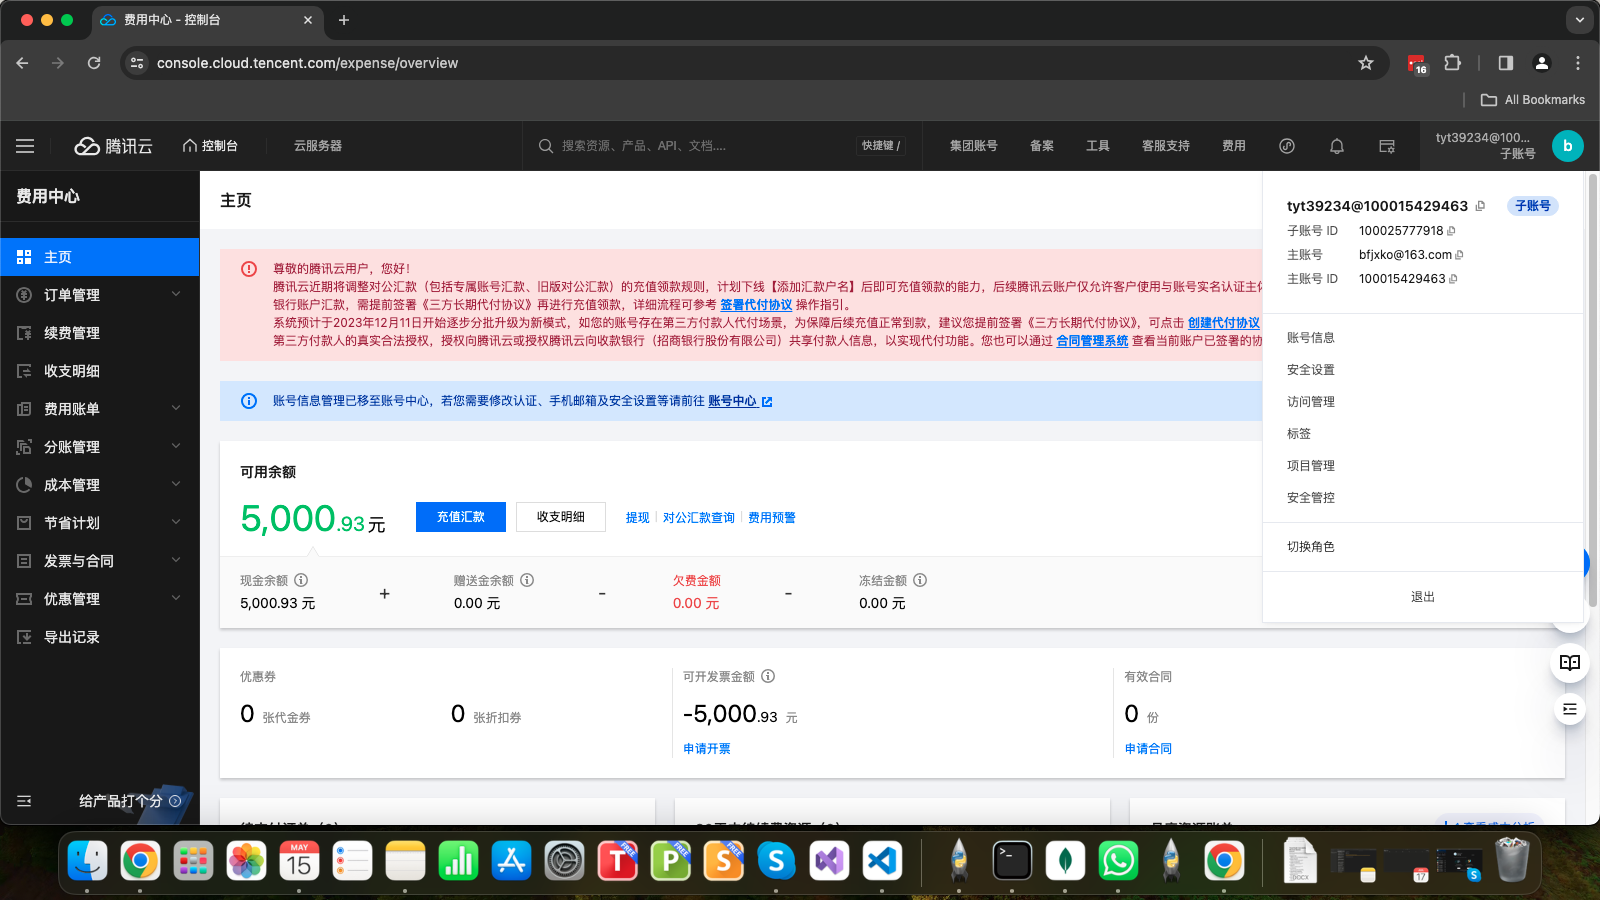 费用中心 - 控制台
console.cloud.tencent.com/expense/overview
16
All Bookmarks
腾讯云
控制台
云服务器
搜索资源、产品、API、文档....
快捷键 /
集团账号
备案
工具
客服支持
费用
tyt39234@100...
子账号
b
费用中心
主页
订单管理
续费管理
收支明细
费用账单
分账管理
成本管理
节省计划
发票与合同
优惠管理
导出记录
给产品打个分
主页
尊敬的腾讯云用户，您好！
腾讯云近期将调整对公汇款（包括专属账号汇款、旧版对公汇款）的充值领款规则，计划下线【添加汇款户名】后即可充值领款的能力，后续腾讯云账户仅允许客户使用与账号实名认证主体
银行账户汇款，需提前签署《三方长期代付协议》再进行充值领款，详细流程可参考 签署代付协议 操作指引。
系统预计于2023年12月11日开始逐步分批升级为新模式，如您的账号存在第三方付款人代付场景，为保障后续充值正常到款，建议您提前签署《三方长期代付协议》，可点击 创建代付协议
第三方付款人的真实合法授权，授权向腾讯云或授权腾讯云向收款银行（招商银行股份有限公司）共享付款人信息，以实现代付功能。您也可以通过 合同管理系统 查看当前账户已签署的协
账号信息管理已移至账号中心，若您需要修改认证、手机邮箱及安全设置等请前往 账号中心
可用余额
5,000.93 元
充值汇款
收支明细
提现
对公汇款查询
费用预警
现金余额
5,000.93 元
+
赠送金余额
0.00 元
-
欠费金额
0.00 元
-
冻结金额
0.00 元
优惠券
0 张代金券
0 张折扣券
可开发票金额
-5,000.93 元
申请开票
有效合同
0 份
申请合同
tyt39234@100015429463
子账号
子账号 ID 100025777918
主账号 bfjxko@163.com
主账号 ID 100015429463
账号信息
安全设置
访问管理
标签
项目管理
安全管控
切换角色
退出
MAY
15
FREE
T
FREE
P
FREE
S
S
DOCX
17
S